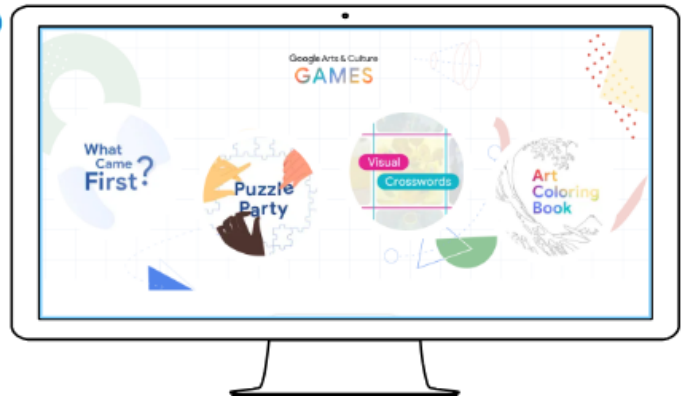 Google Arts & Culture
GAMES
What
Came
First?
Puzzle
Party
Visual
Crosswords
Art
Coloring
Book